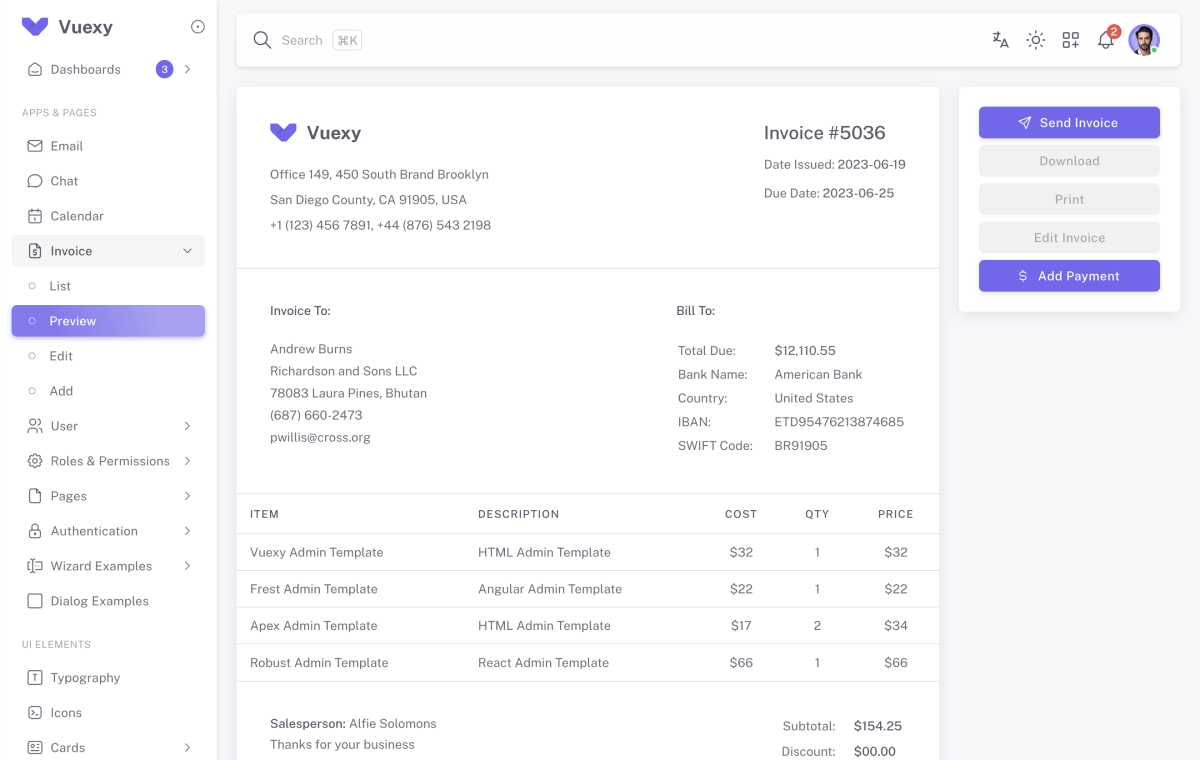 Vuexy
Dashboards 3
APPS & PAGES
Email
Chat
Calendar
Invoice
List
Preview
Edit
Add
User
Roles & Permissions
Pages
Authentication
Wizard Examples
Dialog Examples
UI ELEMENTS
Typography
Icons
Cards
Search ⌘K
2
Vuexy
Office 149, 450 South Brand Brooklyn
San Diego County, CA 91905, USA
+1 (123) 456 7891, +44 (876) 543 2198
Invoice #5036
Date Issued: 2023-06-19
Due Date: 2023-06-25
Invoice To:
Andrew Burns
Richardson and Sons LLC
78083 Laura Pines, Bhutan
(687) 660-2473
pwillis@cross.org
Bill To:
Total Due: $12,110.55
Bank Name: American Bank
Country: United States
IBAN: ETD95476213874685
SWIFT Code: BR91905
ITEM DESCRIPTION COST QTY PRICE
Vuexy Admin Template HTML Admin Template $32 1 $32
Frest Admin Template Angular Admin Template $22 1 $22
Apex Admin Template HTML Admin Template $17 2 $34
Robust Admin Template React Admin Template $66 1 $66
Salesperson: Alfie Solomons
Thanks for your business
Subtotal: $154.25
Discount: $00.00
Send Invoice
Download
Print
Edit Invoice
$ Add Payment